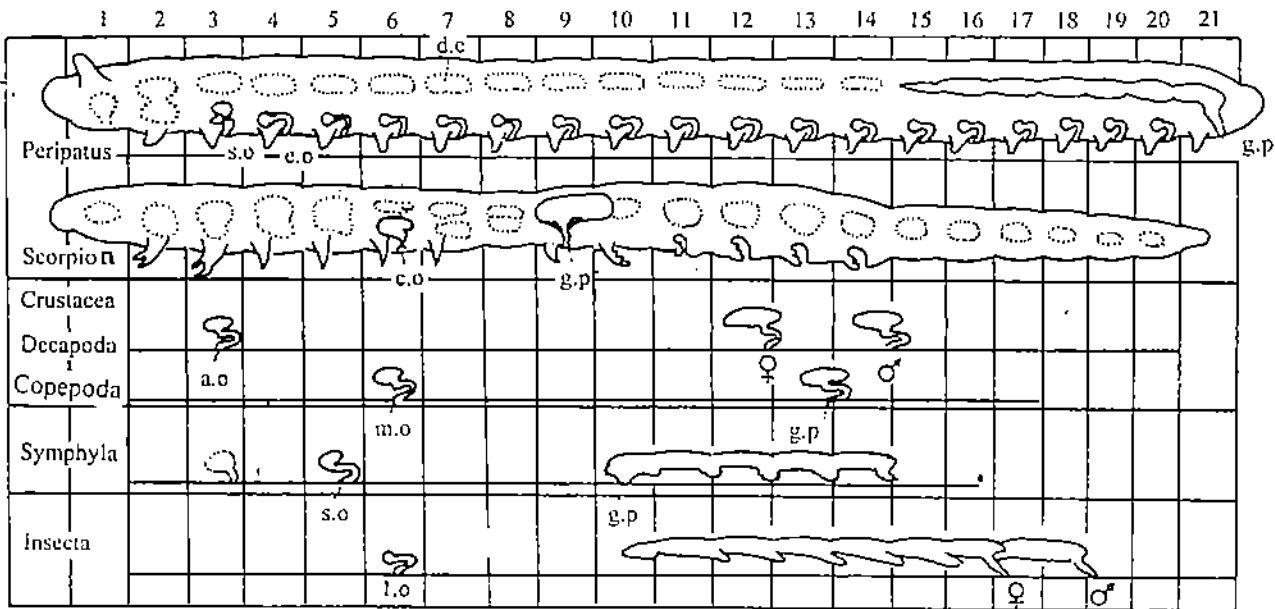 1 2 3 4 5 6 7 8 9 10 11 12 13 14 15 16 17 18 19 20 21
d.c
Peripatus s.o e.o g.p
Scorpion c.o g.p
Crustacea
Decapoda
a.o ♀ ♂
Copepoda
m.o g.p
Symphyla
s.o g.p
Insecta
l.o ♀ ♂